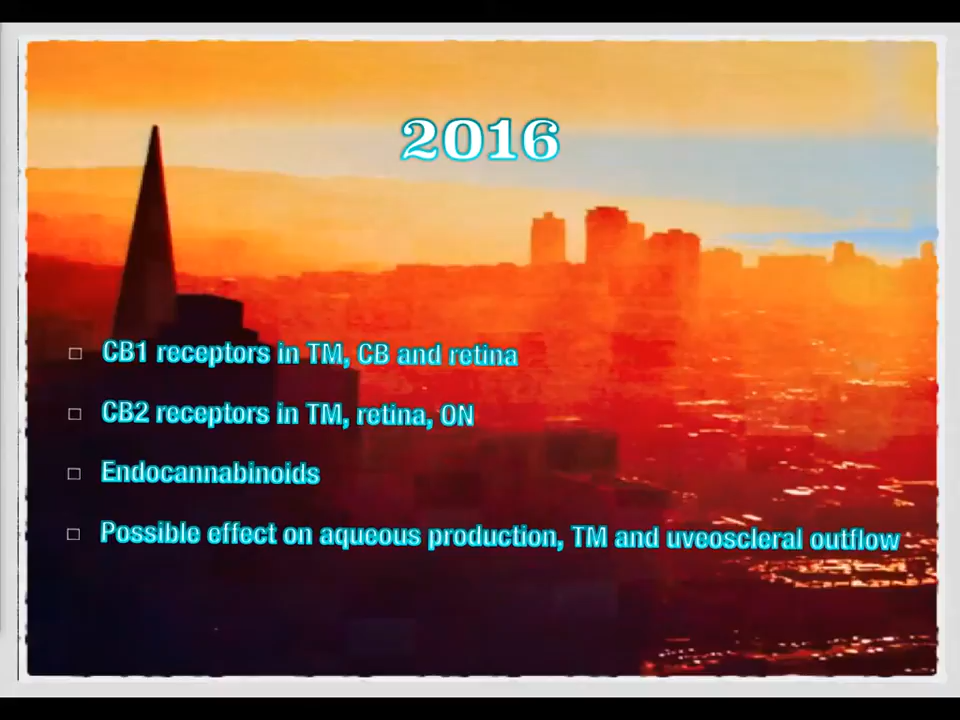 2016
CB1 receptors in TM, CB and retina
CB2 receptors in TM, retina, ON
Endocannabinoids
Possible effect on aqueous production, TM and uveoscleral outflow